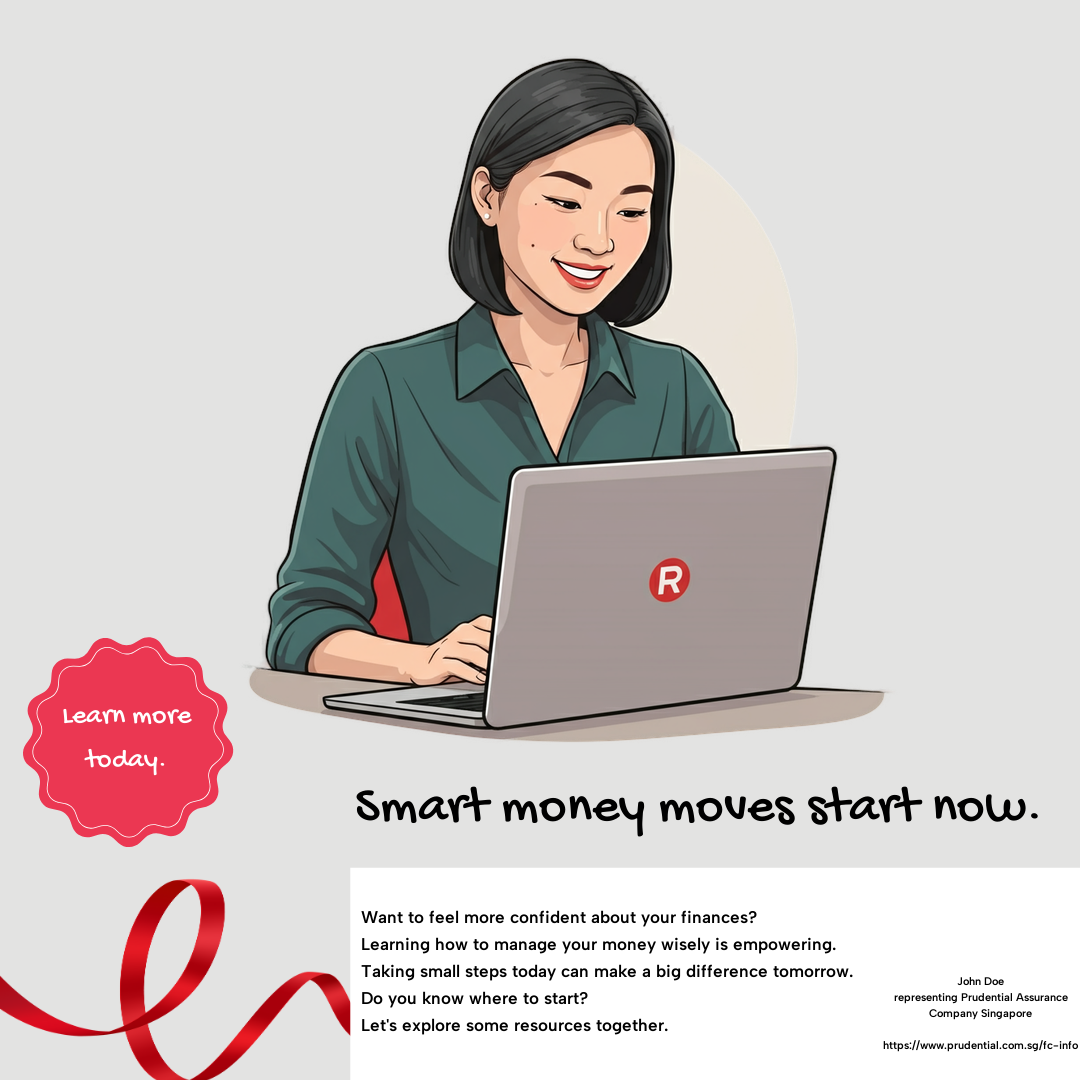 R
Learn more
today.
Smart money moves start now.
Want to feel more confident about your finances?
Learning how to manage your money wisely is empowering.
Taking small steps today can make a big difference tomorrow.
Do you know where to start?
Let's explore some resources together.
John Doe
representing Prudential Assurance
Company Singapore
https://www.prudential.com.sg/fc-info